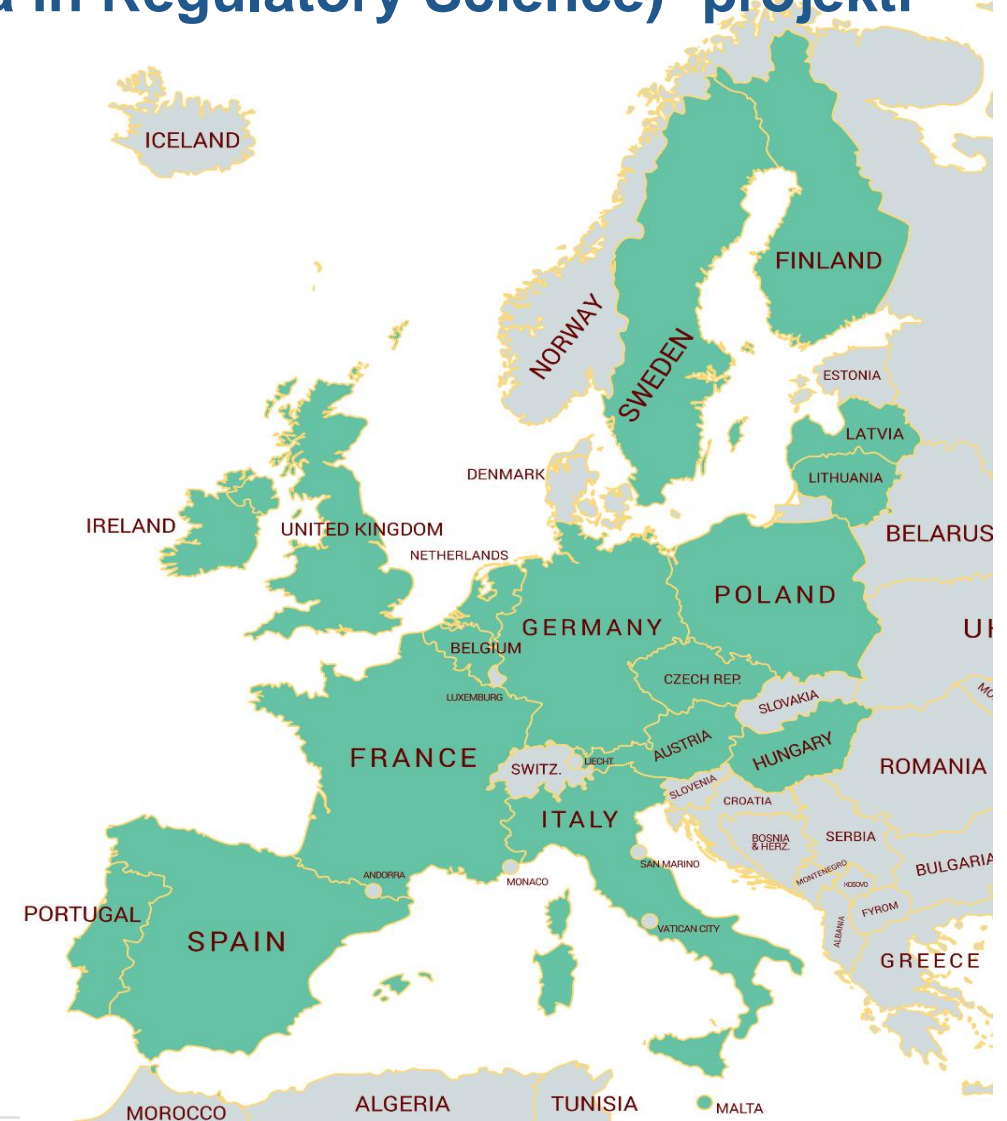 in Regulatory Science)" projekti
ICELAND
FINLAND
NORWAY
SWEDEN
ESTONIA
LATVIA
DENMARK
LITHUANIA
IRELAND
UNITED KINGDOM
BELARUS
NETHERLANDS
POLAND
GERMANY
BELGIUM
CZECH REP.
LUXEMBURG
SLOVAKIA
AUSTRIA
HUNGARY
FRANCE
SWITZ.
LIECHT.
ROMANIA
SLOVENIA
CROATIA
ITALY
BOSNIA
& HERZ.
SERBIA
SAN MARINO
BULGARIA
MONTENEGRO
KOSOVO
ANDORRA
MONACO
FYROM
PORTUGAL
SPAIN
VATICAN CITY
ALBANIA
GREECE
MOROCCO
ALGERIA
TUNISIA
MALTA